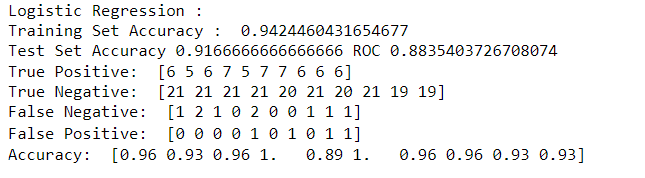 Logistic Regression :
Training Set Accuracy :  0.9424460431654677
Test Set Accuracy 0.9166666666666666 ROC 0.8835403726708074
True Positive:  [6 5 6 7 5 7 7 6 6 6]
True Negative:  [21 21 21 21 20 21 20 21 19 19]
False Negative:  [1 2 1 0 2 0 0 1 1 1]
False Positive:  [0 0 0 0 1 0 1 0 1 1]
Accuracy:  [0.96 0.93 0.96 1.   0.89 1.   0.96 0.96 0.93 0.93]